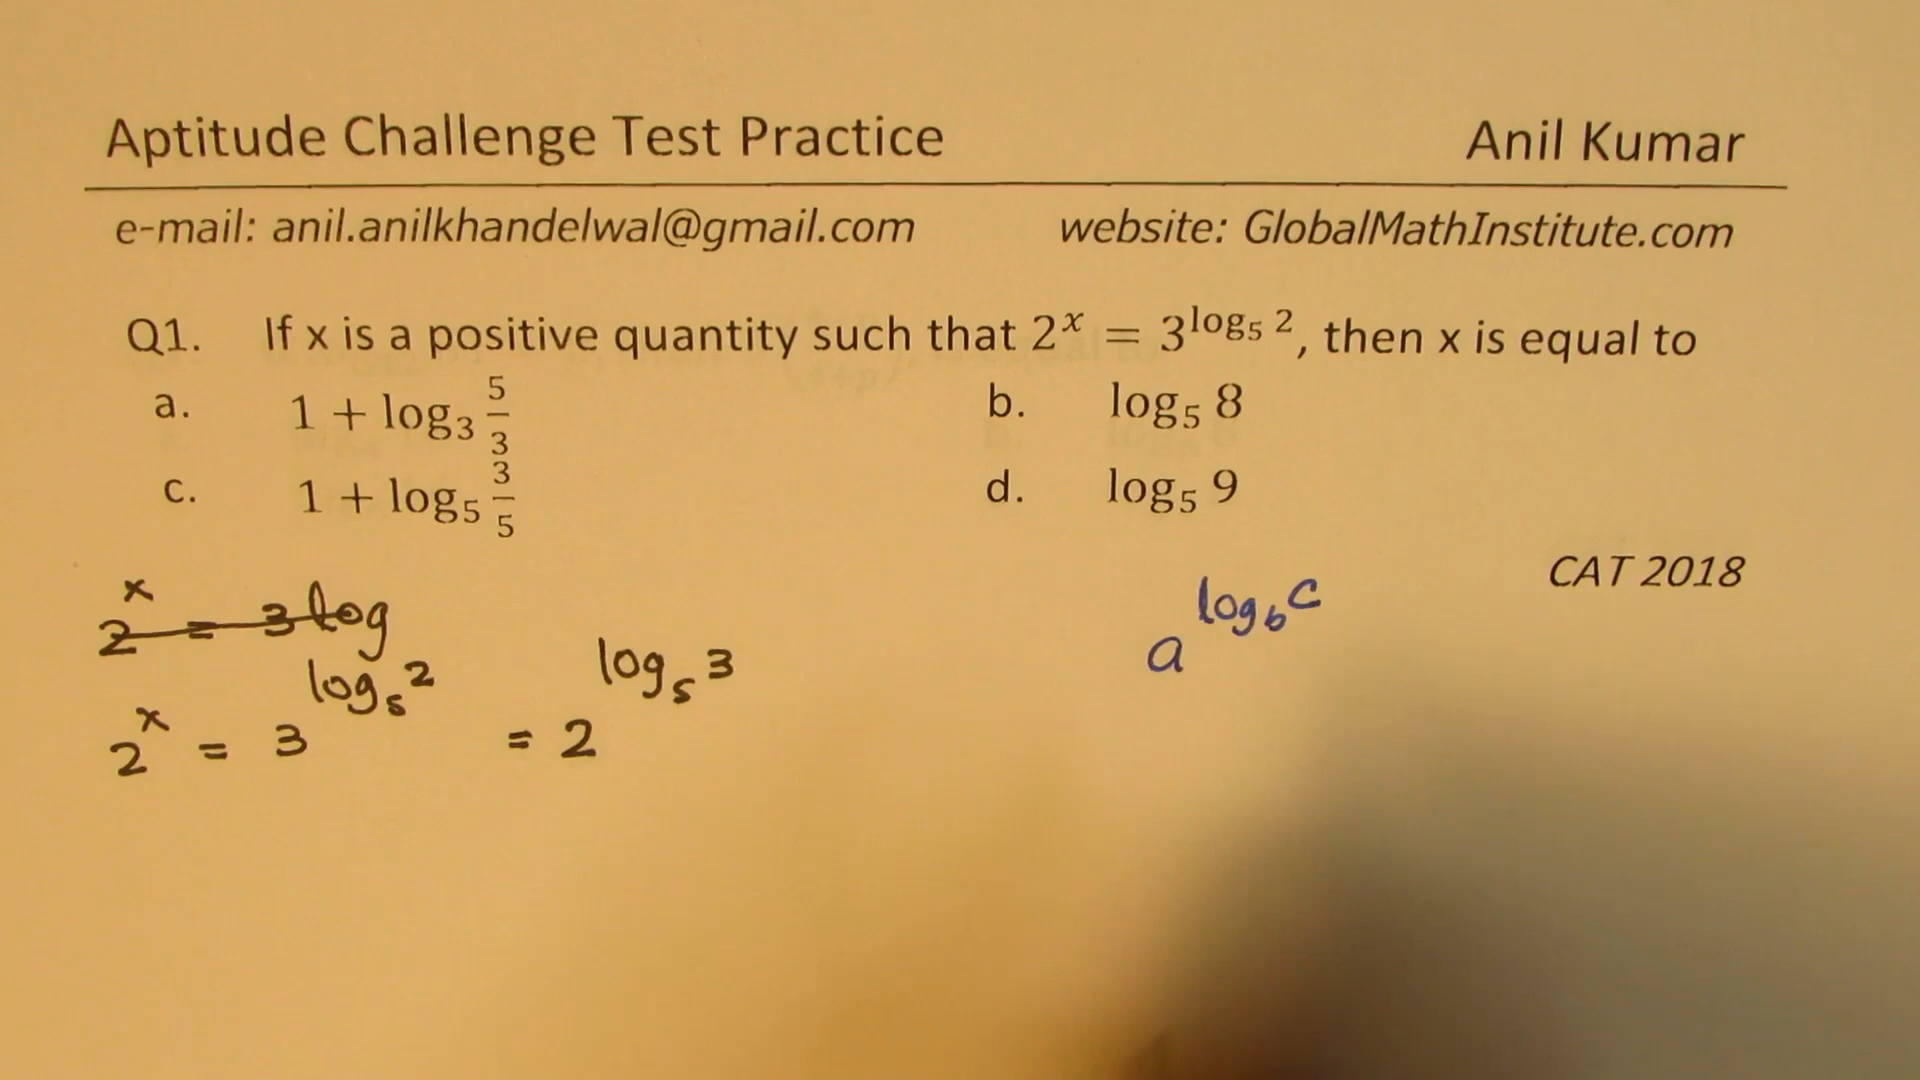 Aptitude Challenge Test Practice Anil Kumar
e-mail: anil.anilkhandelwal@gmail.com website: GlobalMathInstitute.com
Q1. If x is a positive quantity such that 2^x = 3^{log₅ 2}, then x is equal to
a. 1 + log₃ 5/3 b. log₅ 8
c. 1 + log₅ 3/5 d. log₅ 9
CAT 2018
2^x = 3 log
2^x = 3^{log₅ 2} = 2^{log₅ 3}
a^{log_b c}